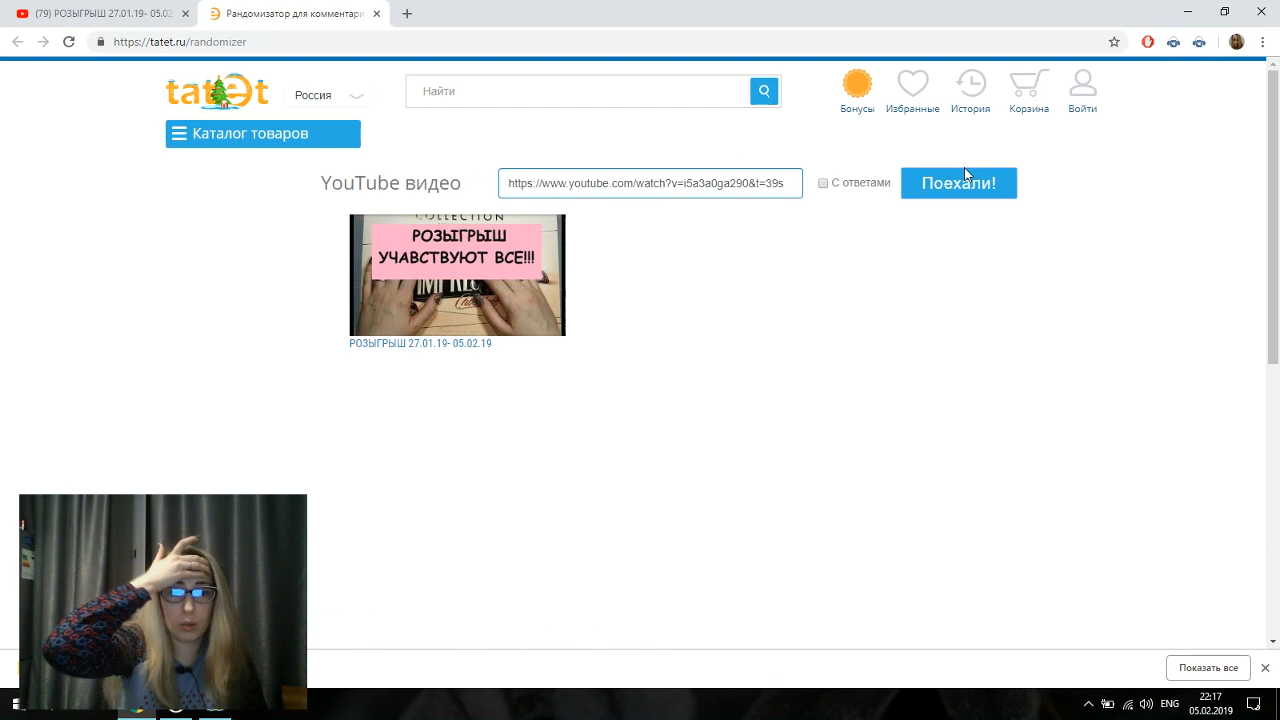 (79) РОЗЫГРЫШ 27.01.19- 05.02
Рандомизатор для комментари
https://tatet.ru/randomizer
tatet
Россия
Найти
Бонусы
Избранные
История
Корзина
Войти
Каталог товаров
YouTube видео
https://www.youtube.com/watch?v=i5a3a0ga290&t=39s
С ответами
Поехали!
COLLECTION
РОЗЫГРЫШ
УЧАВСТВУЮТ ВСЕ!!!
РОЗЫГРЫШ 27.01.19- 05.02.19
Показать все
ENG
22:17
05.02.2019